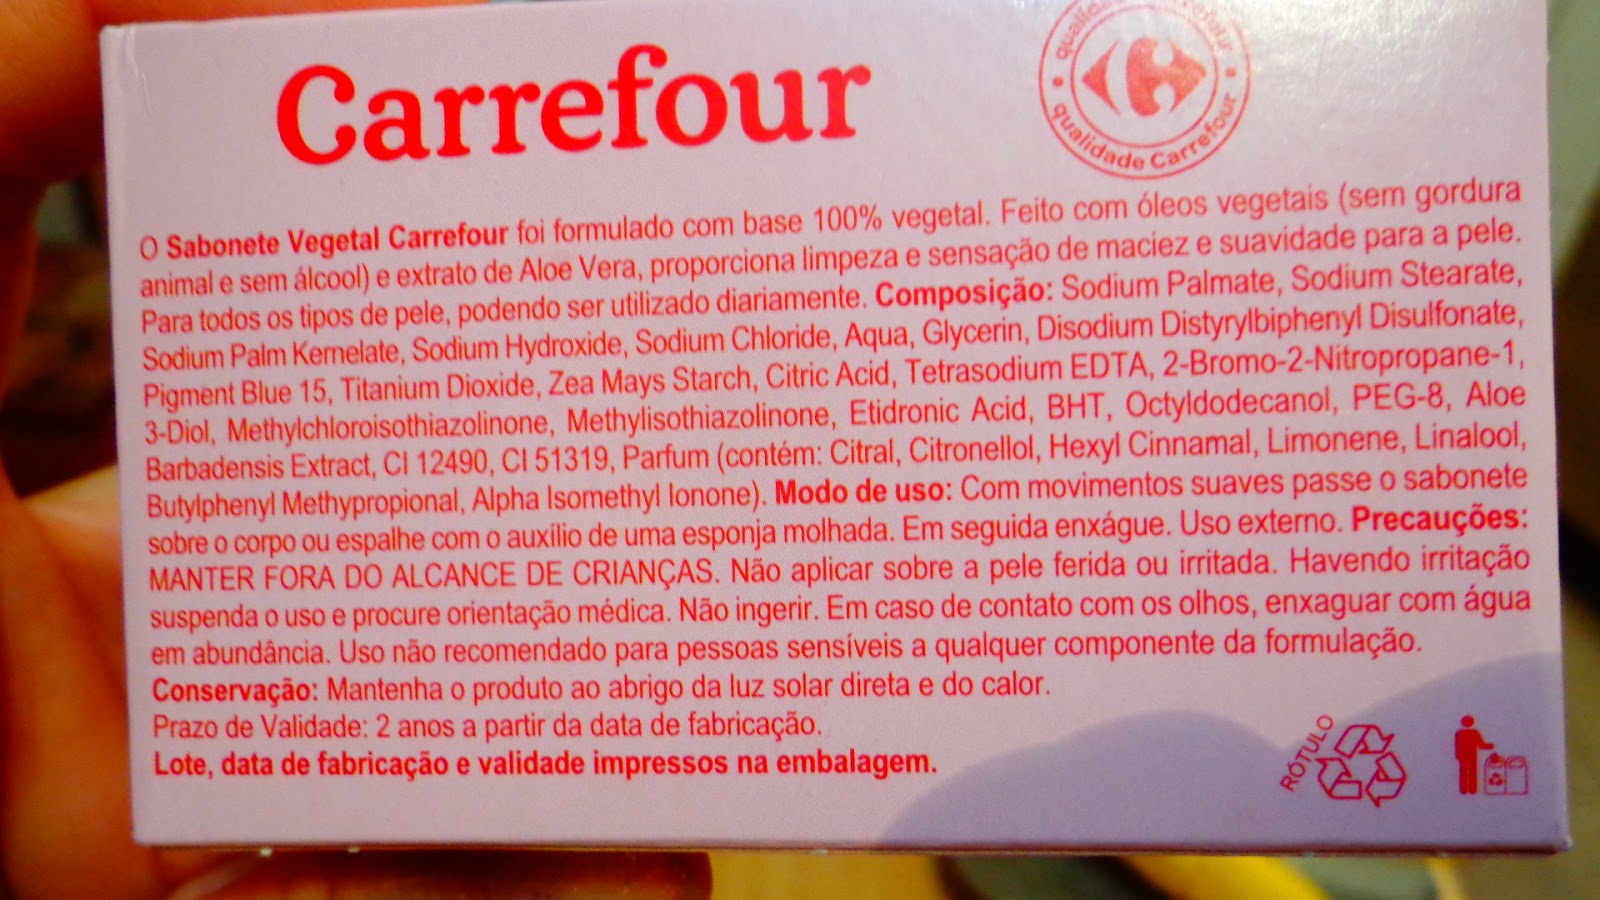 Carrefour
qualidade Carrefour
qualidade Carrefour
O Sabonete Vegetal Carrefour foi formulado com base 100% vegetal. Feito com óleos vegetais (sem gordura
animal e sem álcool) e extrato de Aloe Vera, proporciona limpeza e sensação de maciez e suavidade para a pele.
Para todos os tipos de pele, podendo ser utilizado diariamente. Composição: Sodium Palmate, Sodium Stearate,
Sodium Palm Kernelate, Sodium Hydroxide, Sodium Chloride, Aqua, Glycerin, Disodium Distyrylbiphenyl Disulfonate,
Pigment Blue 15, Titanium Dioxide, Zea Mays Starch, Citric Acid, Tetrasodium EDTA, 2-Bromo-2-Nitropropane-1,
3-Diol, Methylchloroisothiazolinone, Methylisothiazolinone, Etidronic Acid, BHT, Octyldodecanol, PEG-8, Aloe
Barbadensis Extract, CI 12490, CI 51319, Parfum (contém: Citral, Citronellol, Hexyl Cinnamal, Limonene, Linalool,
Butylphenyl Methypropional, Alpha Isomethyl Ionone). Modo de uso: Com movimentos suaves passe o sabonete
sobre o corpo ou espalhe com o auxílio de uma esponja molhada. Em seguida enxágue. Uso externo. Precauções:
MANTER FORA DO ALCANCE DE CRIANÇAS. Não aplicar sobre a pele ferida ou irritada. Havendo irritação
suspenda o uso e procure orientação médica. Não ingerir. Em caso de contato com os olhos, enxaguar com água
em abundância. Uso não recomendado para pessoas sensíveis a qualquer componente da formulação.
Conservação: Mantenha o produto ao abrigo da luz solar direta e do calor.
Prazo de Validade: 2 anos a partir da data de fabricação.
Lote, data de fabricação e validade impressos na embalagem.
RÓTULO